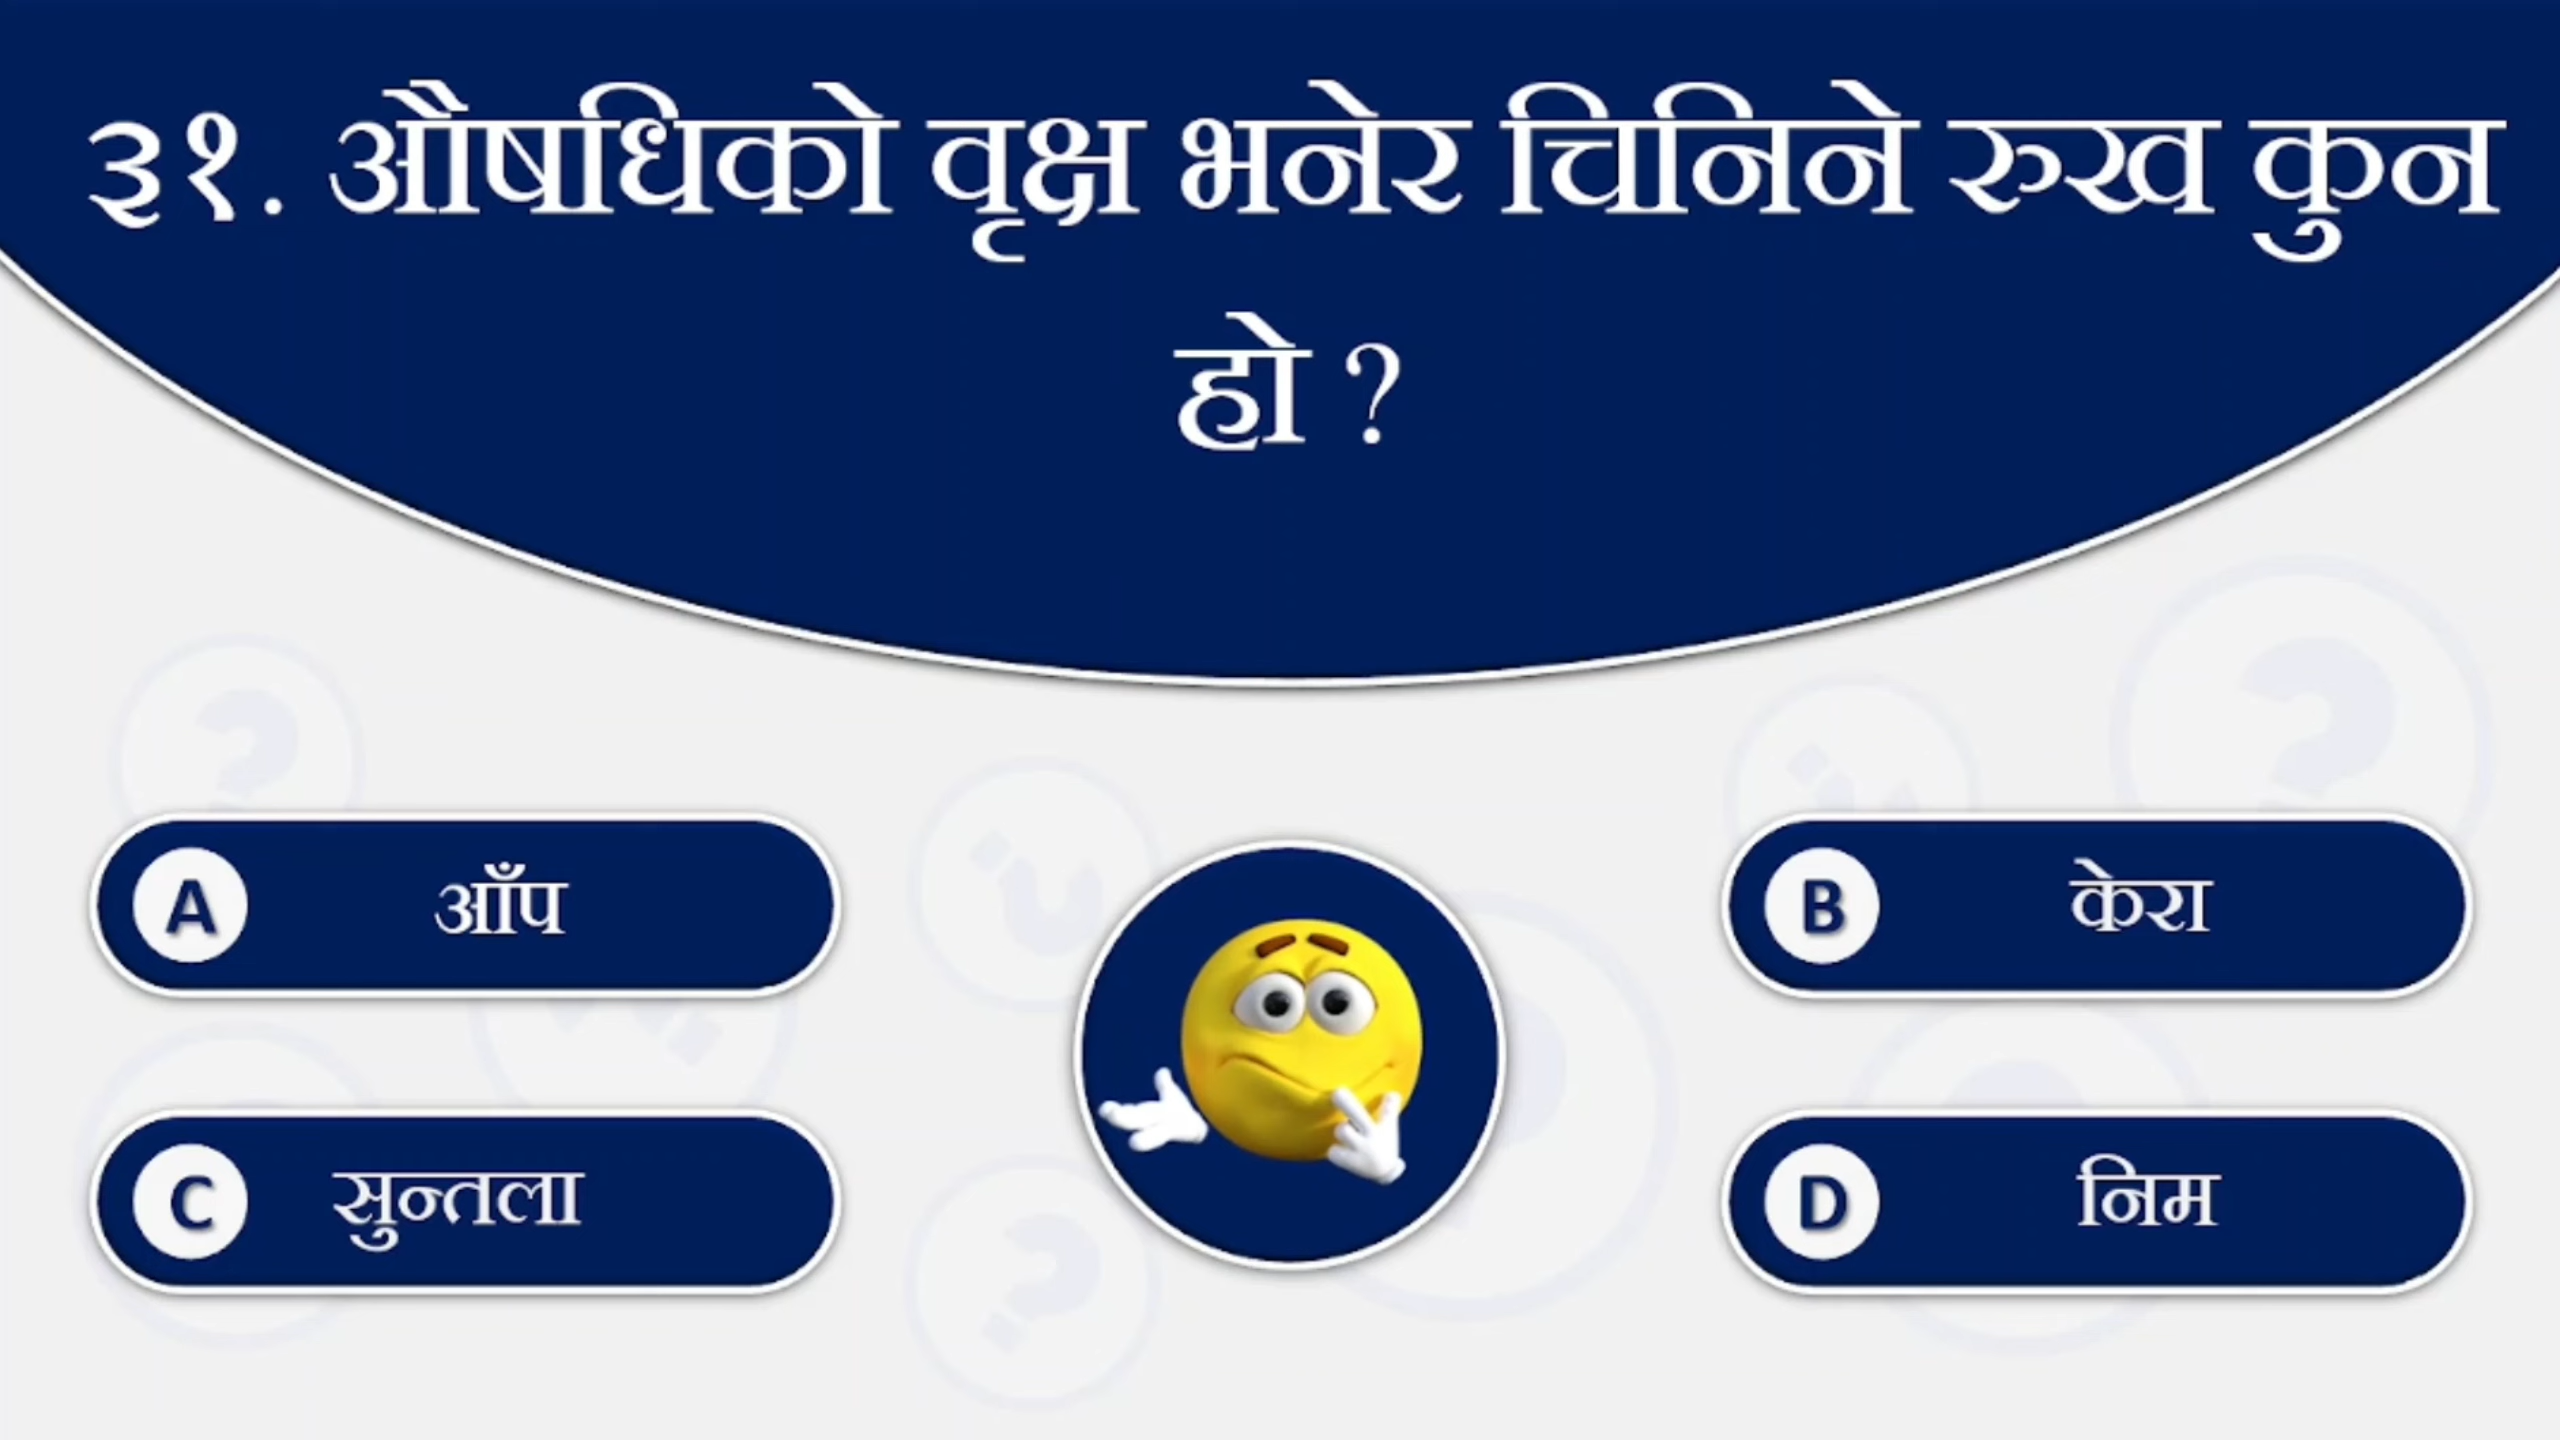 ३१. औषधिको वृक्ष भनेर चिनिने रुख कुन
हो ?
A आँप
B केरा
C सुन्तला
D निम